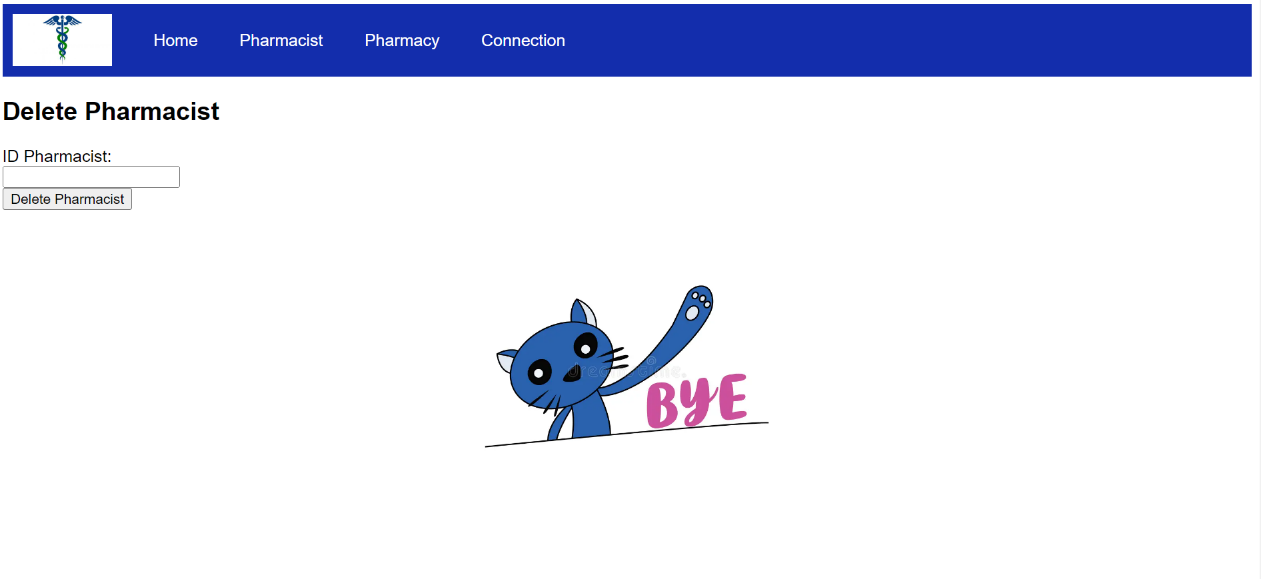 Home Pharmacist Pharmacy Connection
Delete Pharmacist
ID Pharmacist:
Delete Pharmacist
BYE